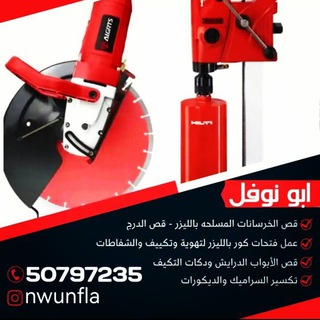 ALGITS
HILTI
ابو نوفل
قص الخرسانات المسلحه بالليزر - قص الدرج
عمل فتحات كور بالليزر لتهوية وتكييف والشفاطات
قص الأبواب الدرايش ودكات التكيف
تكسير السراميك والديكورات
50797235
nwunfla